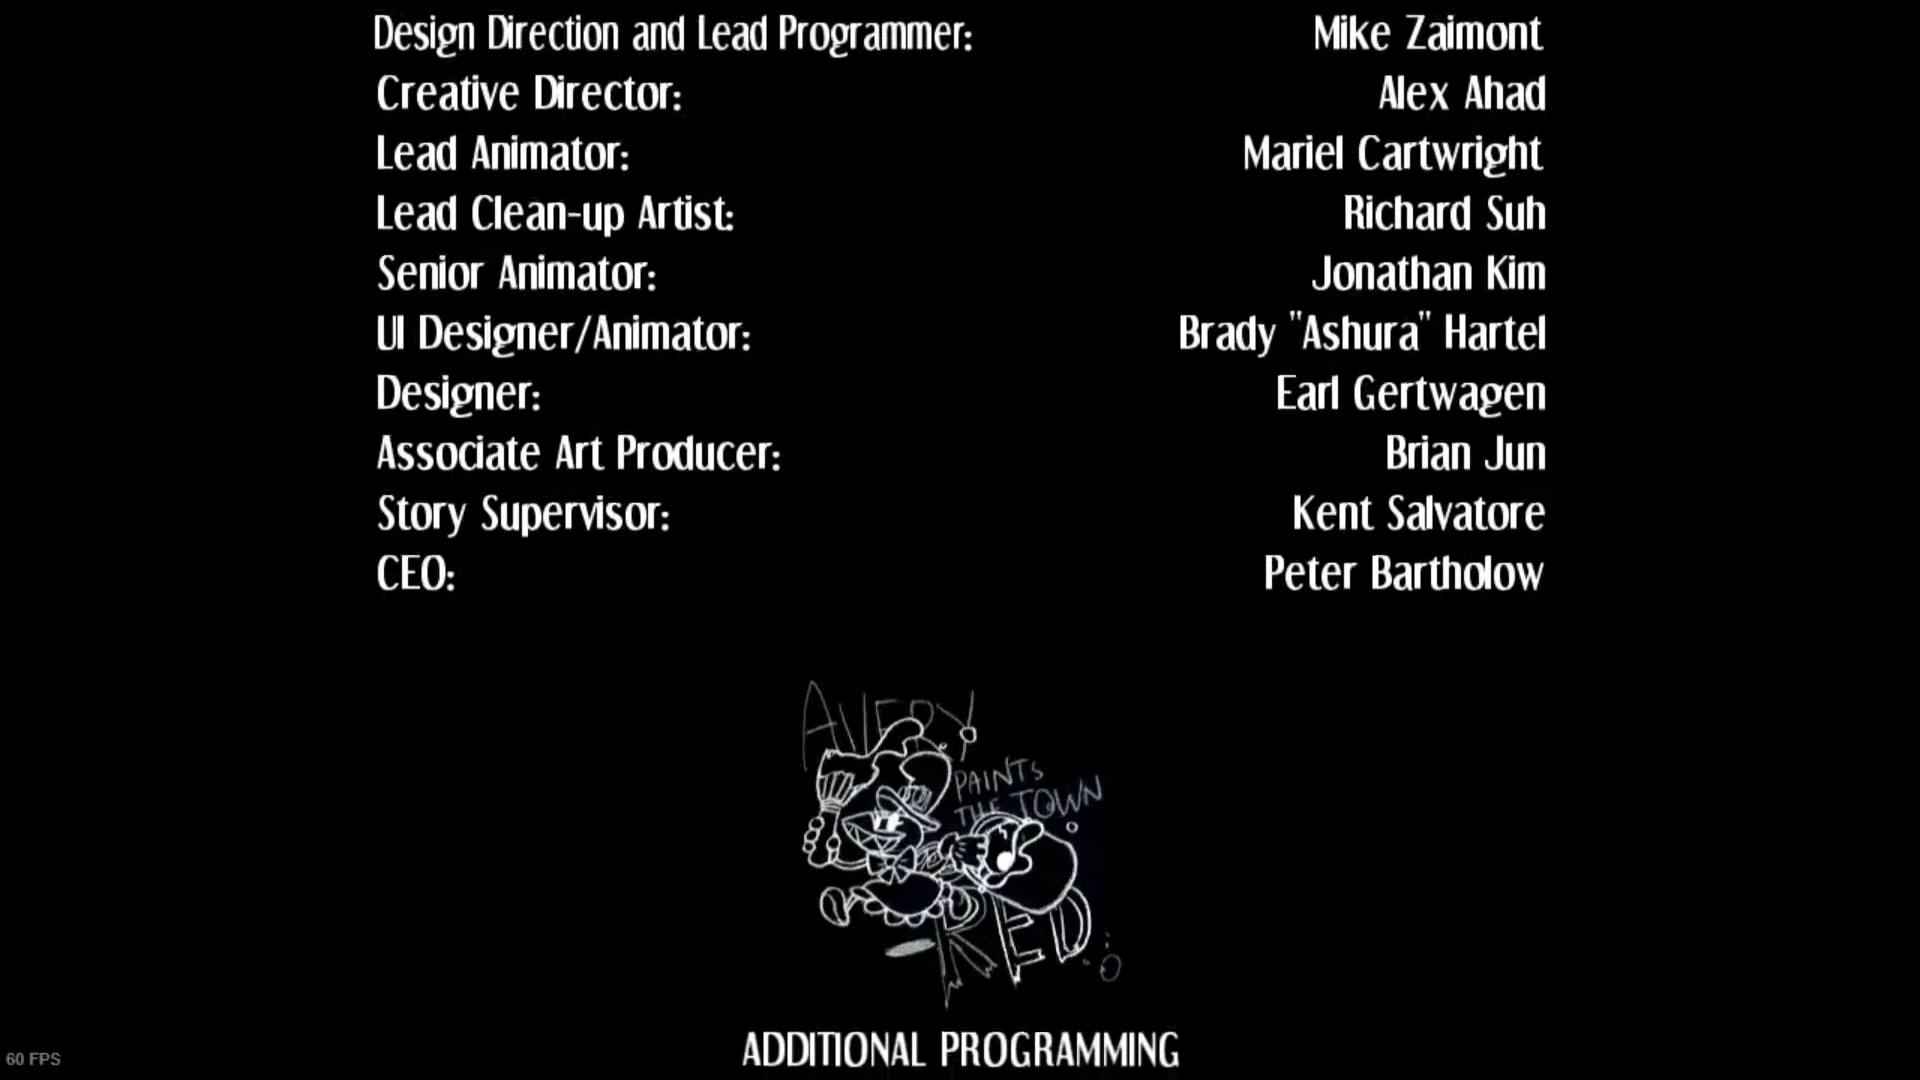 Design Direction and Lead Programmer: Mike Zaimont
Creative Director: Alex Ahad
Lead Animator: Mariel Cartwright
Lead Clean-up Artist: Richard Suh
Senior Animator: Jonathan Kim
UI Designer/Animator: Brady "Ashura" Hartel
Designer: Earl Gertwagen
Associate Art Producer: Brian Jun
Story Supervisor: Kent Salvatore
CEO: Peter Bartholow
AVERY
PAINTS
THE TOWN
-RED
ADDITIONAL PROGRAMMING
60 FPS